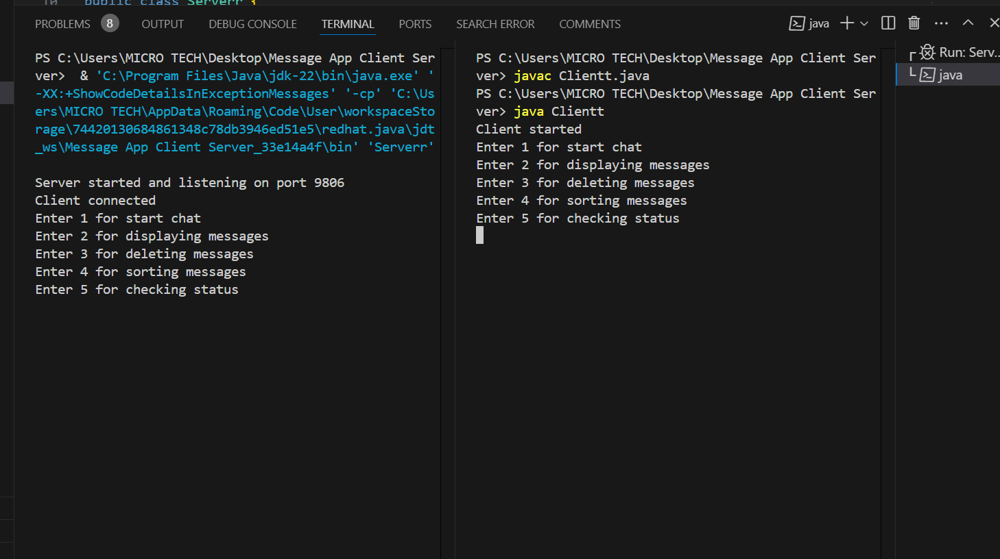 10 public class Serverr {
PROBLEMS 8 OUTPUT DEBUG CONSOLE TERMINAL PORTS SEARCH ERROR COMMENTS java
PS C:\Users\MICRO TECH\Desktop\Message App Client Ser
ver>  & 'C:\Program Files\Java\jdk-22\bin\java.exe' '
-XX:+ShowCodeDetailsInExceptionMessages' '-cp' 'C:\Us
ers\MICRO TECH\AppData\Roaming\Code\User\workspaceSto
rage\74420130684861348c78db3946ed51e5\redhat.java\jdt
_ws\Message App Client Server_33e14a4f\bin' 'Serverr'
Server started and listening on port 9806
Client connected
Enter 1 for start chat
Enter 2 for displaying messages
Enter 3 for deleting messages
Enter 4 for sorting messages
Enter 5 for checking status
PS C:\Users\MICRO TECH\Desktop\Message App Client Ser
ver> javac Clientt.java
PS C:\Users\MICRO TECH\Desktop\Message App Client Ser
ver> java Clientt
Client started
Enter 1 for start chat
Enter 2 for displaying messages
Enter 3 for deleting messages
Enter 4 for sorting messages
Enter 5 for checking status
Run: Serv...
java